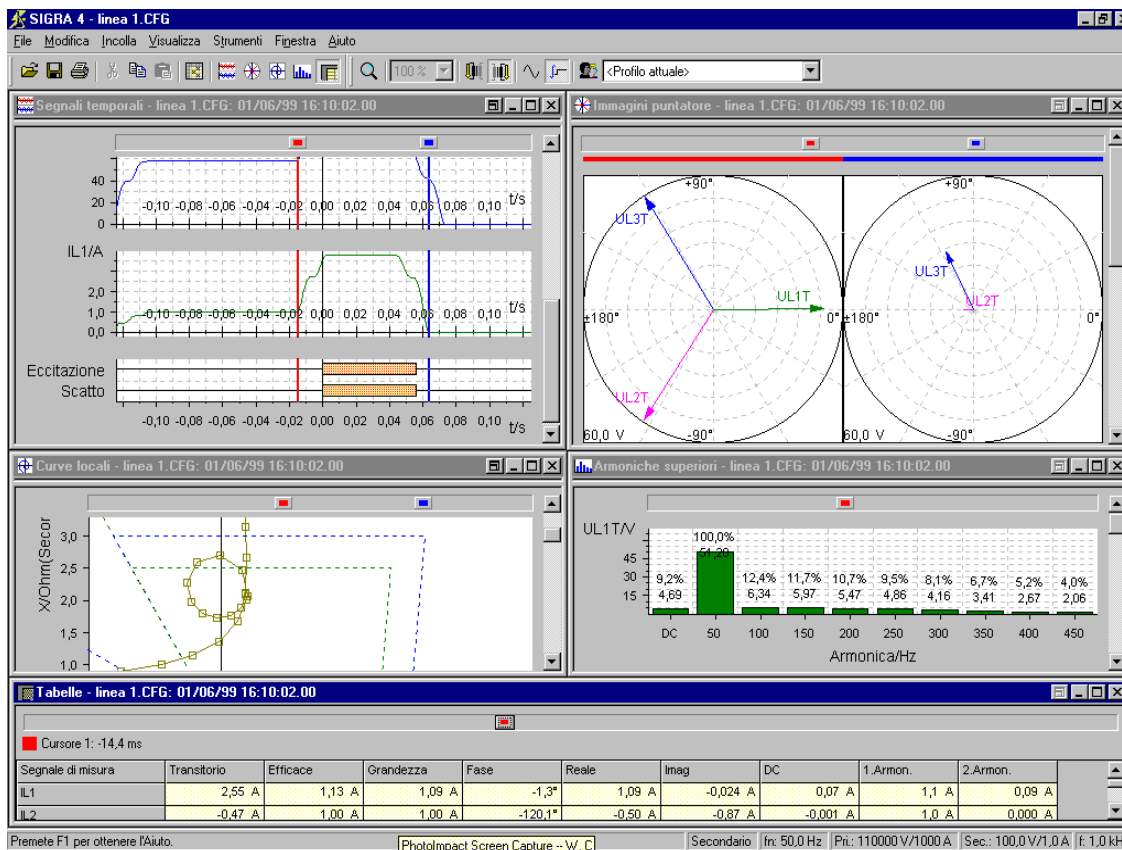 SIGRA 4 - linea 1.CFG
File Modifica Incolla Visualizza Strumenti Finestra Aiuto
100 % <Profilo attuale>
Segnali temporali - linea 1.CFG: 01/06/99 16:10:02.00
40
20
0
-0,10 -0,08 -0,06 -0,04 -0,02 0,00 0,02 0,04 0,06 0,08 0,10 t/s
IL1/A
2,0
1,0
0,0
-0,10 -0,08 -0,06 -0,04 -0,02 0,00 0,02 0,04 0,06 0,08 0,10 t/s
Eccitazione
Scatto
-0,10 -0,08 -0,06 -0,04 -0,02 0,00 0,02 0,04 0,06 0,08 0,10 t/s
Immagini puntatore - linea 1.CFG: 01/06/99 16:10:02.00
+90° +90°
UL3T
UL3T
UL1T UL2T
±180° 0° ±180° 0°
UL2T
60,0 V -90° 60,0 V -90°
Curve locali - linea 1.CFG: 01/06/99 16:10:02.00
X/Ohm(Secor
3,0
2,5
2,0
1,5
1,0
Armoniche superiori - linea 1.CFG: 01/06/99 16:10:02.00
UL1T/V
45
30
15
100,0%
51,20
9,2% 12,4% 11,7% 10,7% 9,5% 8,1% 6,7% 5,2% 4,0%
4,69 6,34 5,97 5,47 4,86 4,16 3,41 2,67 2,06
DC 50 100 150 200 250 300 350 400 450
Armonica/Hz
Tabelle - linea 1.CFG: 01/06/99 16:10:02.00
Cursore 1: -14,4 ms
Segnale di misura Transitorio Efficace Grandezza Fase Reale Imag DC 1.Armon. 2.Armon.
IL1 2,55 A 1,13 A 1,09 A -1,3° 1,09 A -0,024 A 0,07 A 1,1 A 0,09 A
IL2 -0,47 A 1,00 A 1,00 A -120,1° -0,50 A -0,87 A -0,001 A 1,0 A 0,000 A
Premete F1 per ottenere l'Aiuto. PhotoImpact Screen Capture -- W. C Secondario fn: 50,0 Hz Pri.: 110000 V/1000 A Sec.: 100,0 V/1,0 A f: 1,0 kH